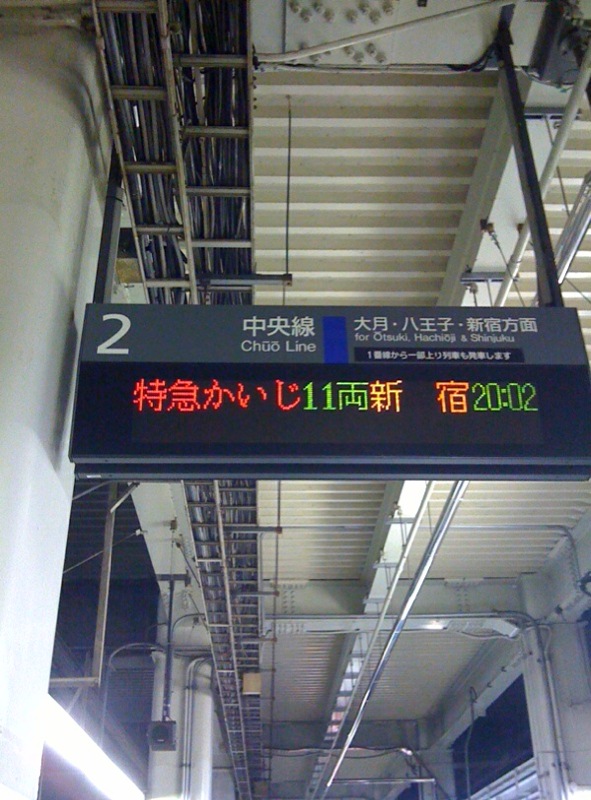 2
中央線
Chūō Line
大月・八王子・新宿方面
for Ōtsuki, Hachiōji & Shinjuku
1番線から一部上り列車も発車します
特急かいじ11両新 宿20:02